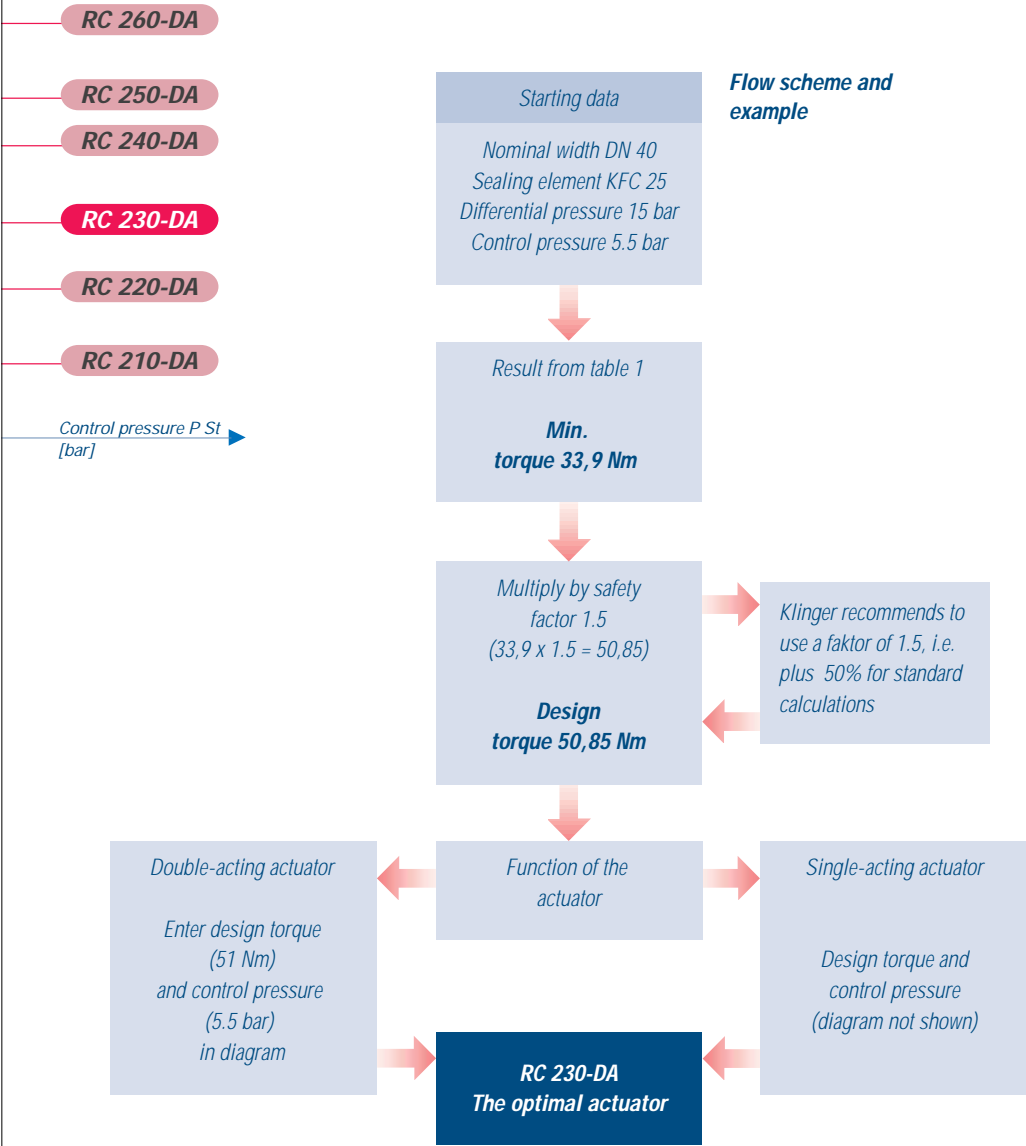 RC 260-DA
RC 250-DA
RC 240-DA
RC 230-DA
RC 220-DA
RC 210-DA
Control pressure P St
[bar]
Flow scheme and
example
Starting data
Nominal width DN 40
Sealing element KFC 25
Differential pressure 15 bar
Control pressure 5.5 bar
Result from table 1
Min.
torque 33,9 Nm
Multiply by safety
factor 1.5
(33,9 x 1.5 = 50,85)
Design
torque 50,85 Nm
Klinger recommends to
use a faktor of 1.5, i.e.
plus 50% for standard
calculations
Double-acting actuator
Enter design torque
(51 Nm)
and control pressure
(5.5 bar)
in diagram
Function of the
actuator
Single-acting actuator
Design torque and
control pressure
(diagram not shown)
RC 230-DA
The optimal actuator